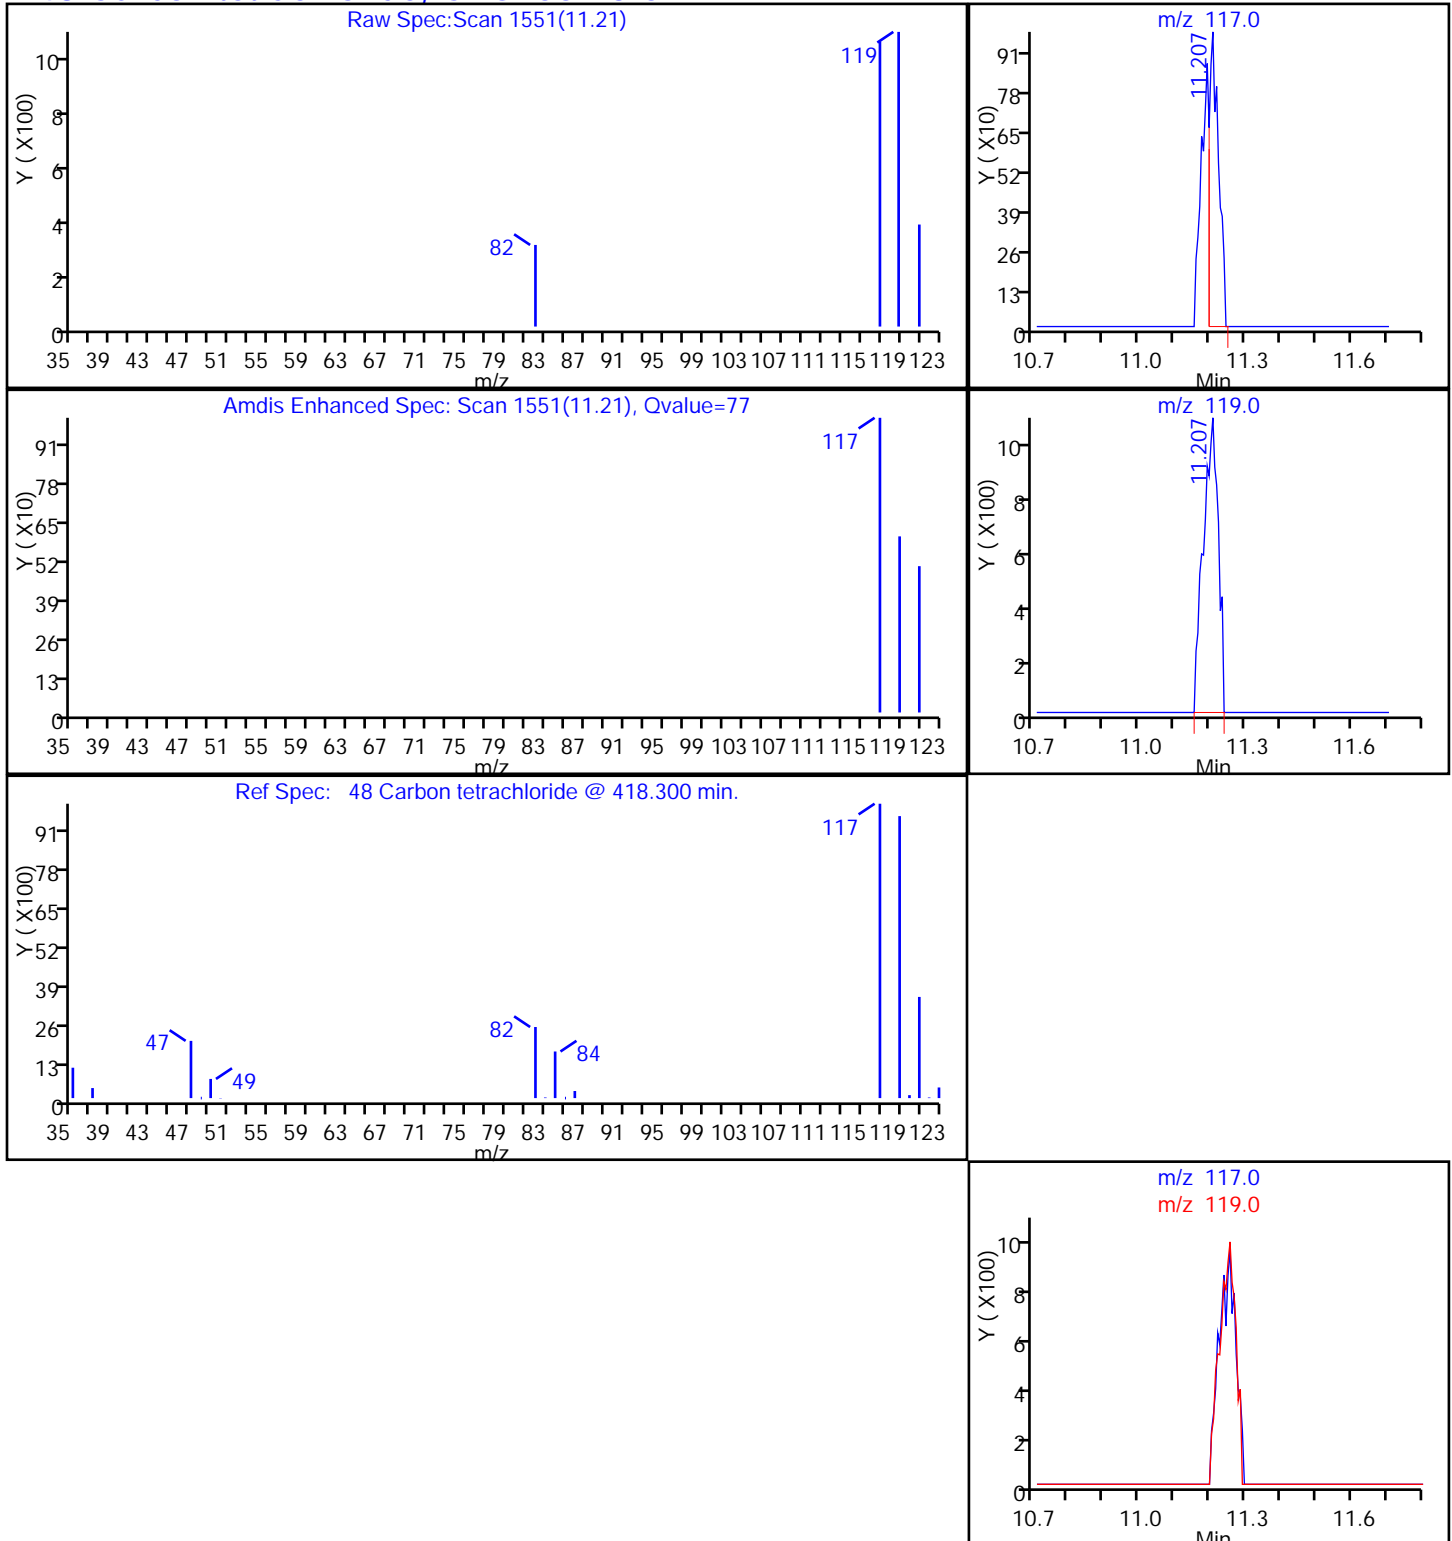 Raw Spec:Scan 1551(11.21)
Y ( X100)
10
8
6
4
2
0
119
82
35 39 43 47 51 55 59 63 67 71 75 79 83 87 91 95 99 103 107 111 115 119 123
m/z
m/z 117.0
Y ( X10)
91
78
65
52
39
26
13
0
11.207
10.7 11.0 11.3 11.6
Min
Amdis Enhanced Spec: Scan 1551(11.21), Qvalue=77
Y ( X10)
91
78
65
52
39
26
13
0
117
35 39 43 47 51 55 59 63 67 71 75 79 83 87 91 95 99 103 107 111 115 119 123
m/z
m/z 119.0
Y ( X100)
10
8
6
4
2
0
11.207
10.7 11.0 11.3 11.6
Min
Ref Spec: 48 Carbon tetrachloride @ 418.300 min.
Y ( X100)
91
78
65
52
39
26
13
0
117
47
49
82
84
35 39 43 47 51 55 59 63 67 71 75 79 83 87 91 95 99 103 107 111 115 119 123
m/z
m/z 117.0
m/z 119.0
Y ( X100)
10
8
6
4
2
0
10.7 11.0 11.3 11.6
Min